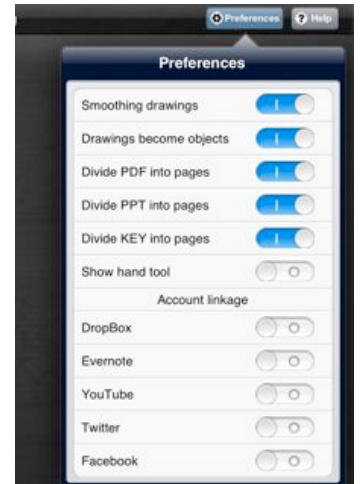 Preferences
Help
Preferences
Smoothing drawings
Drawings become objects
Divide PDF into pages
Divide PPT into pages
Divide KEY into pages
Show hand tool
Account linkage
DropBox
Evernote
YouTube
Twitter
Facebook